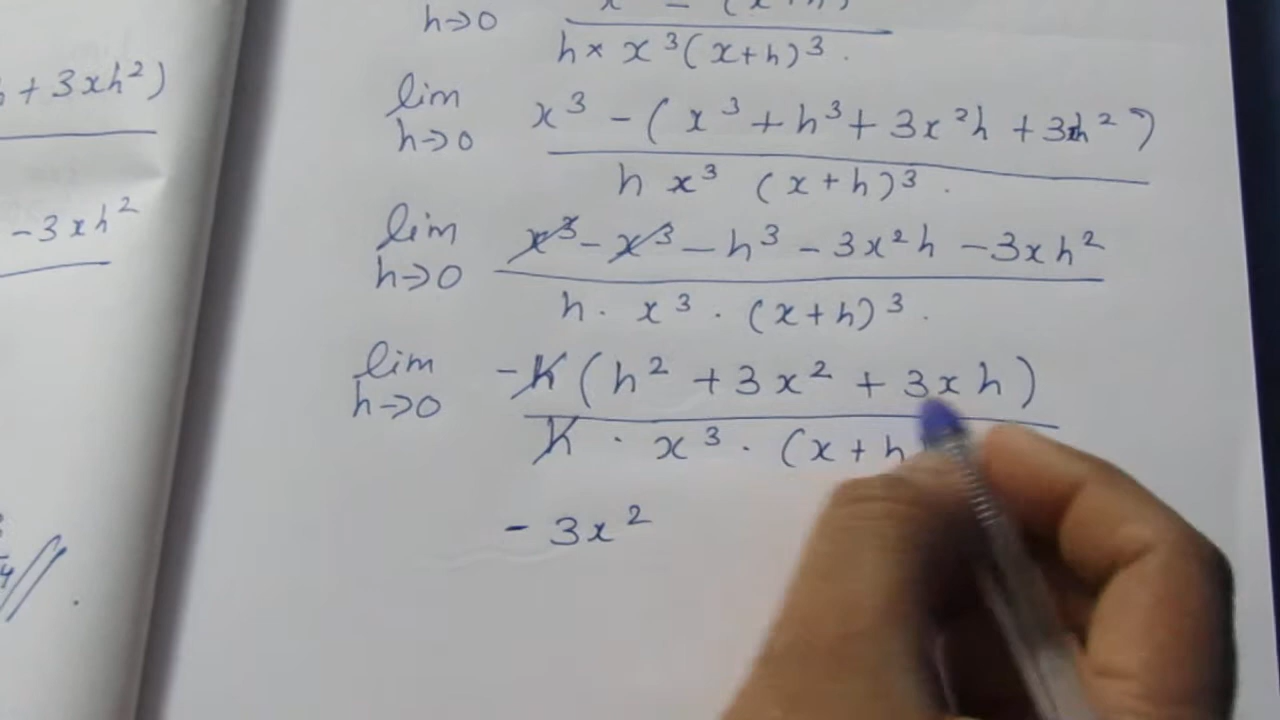 + 3xh²)
- 3xh²
h→0
h × x³(x+h)³.
lim h→0 x³ - (x³ + h³ + 3x²h + 3xh²)
h x³ (x+h)³.
lim h→0 x³ - x³ - h³ - 3x²h - 3xh²
h · x³ · (x+h)³.
lim h→0 -h(h² + 3x² + 3xh)
h · x³ · (x+h
- 3x²